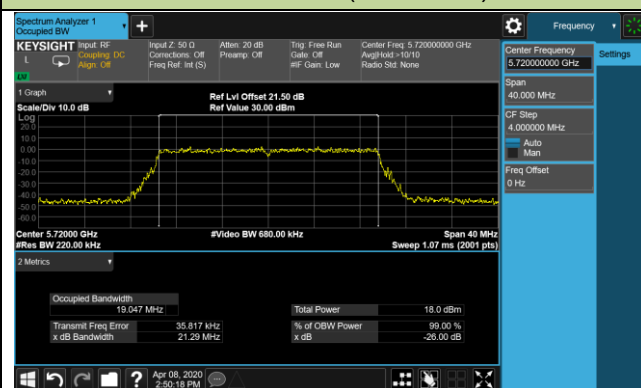 Spectrum Analyzer 1
Occupied BW
Frequency
KEYSIGHT
L
LXI
Input: RF
Coupling: DC
Align: Off
Input Z: 50 Ω
Corrections: Off
Freq Ref: Int (S)
Atten: 20 dB
Preamp: Off
Trig: Free Run
Gate: Off
#IF Gain: Low
Center Freq: 5.720000000 GHz
Avg|Hold:>10/10
Radio Std: None
Center Frequency
5.720000000 GHz
Settings
Span
40.000 MHz
CF Step
4.000000 MHz
Auto
Man
Freq Offset
0 Hz
1 Graph
Scale/Div 10.0 dB
Ref Lvl Offset 21.50 dB
Ref Value 30.00 dBm
Log
20.0
10.0
0.00
-10.0
-20.0
-30.0
-40.0
-50.0
-60.0
Center 5.72000 GHz
#Video BW 680.00 kHz
Span 40 MHz
#Res BW 220.00 kHz
Sweep 1.07 ms (2001 pts)
2 Metrics
Occupied Bandwidth
19.047 MHz
Total Power
18.0 dBm
Transmit Freq Error
35.817 kHz
% of OBW Power
99.00 %
x dB Bandwidth
21.29 MHz
x dB
-26.00 dB
?
Apr 08, 2020
2:50:18 PM